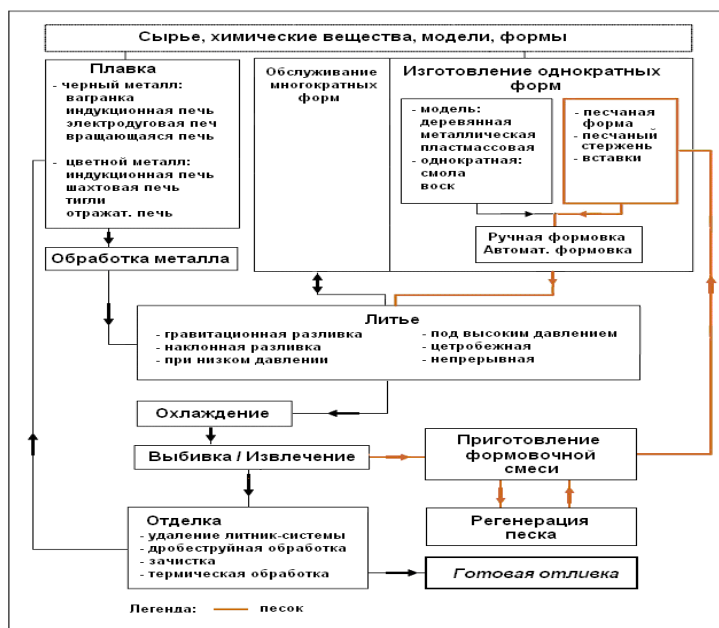 Сырье, химические вещества, модели, формы
Плавка
- черный металл:
вагранка
индукционная печь
электродуговая печ
вращающаяся печь
- цветной металл:
индукционная печь
шахтовая печь
тигли
отражат. печь
Обработка металла
Обслуживание
многократных
форм
Изготовление однократных
форм
- модель:
деревянная
металлическая
пластмассовая
- однократная:
смола
воск
- песчаная
форма
- песчаный
стержень
- вставки
Ручная формовка
Автомат. формовка
Литье
- гравитационная разливка
- наклонная разливка
- при низком давлении
- под высоким давлением
- цетробежная
- непрерывная
Охлаждение
Выбивка / Извлечение
Приготовление
формовочной
смеси
Регенерация
песка
Отделка
- удаление литник-системы
- дробеструйная обработка
- зачистка
- термическая обработка
Готовая отливка
Легенда:
песок